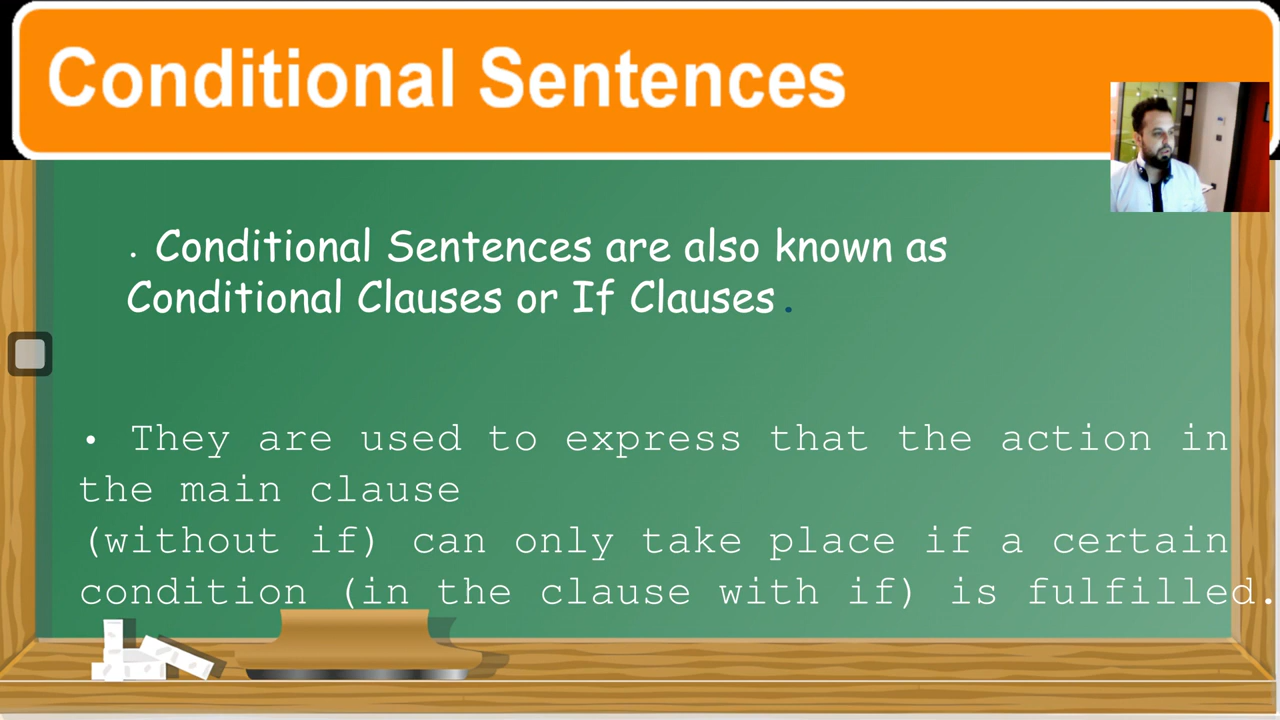 Conditional Sentences
• Conditional Sentences are also known as
Conditional Clauses or If Clauses.
• They are used to express that the action in
the main clause
(without if) can only take place if a certain
condition (in the clause with if) is fulfilled.